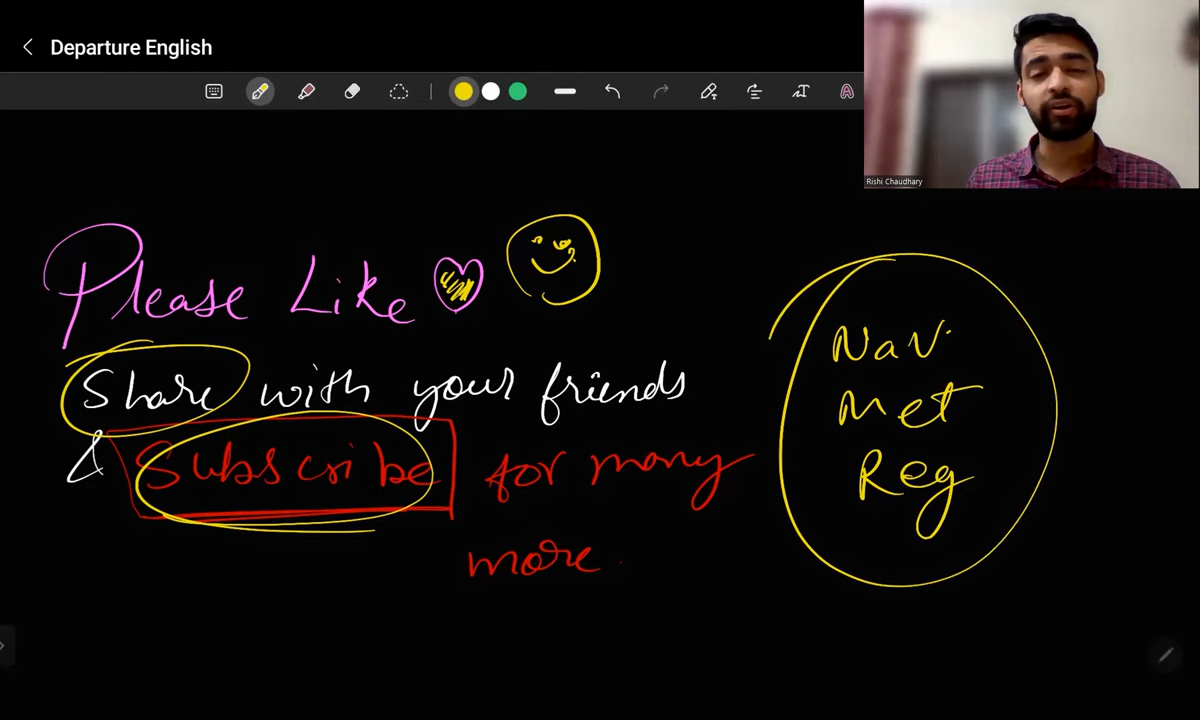 Departure English
Rishi Chaudhary
Please Like
Share with your friends
& Subscribe for many
more.
Nav.
Met
Reg